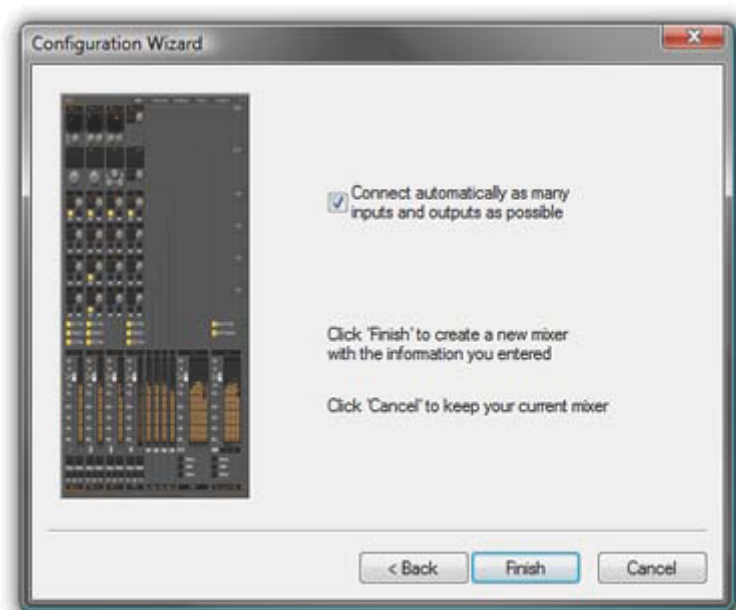 Configuration Wizard
Connect automatically as many
inputs and outputs as possible
Click 'Finish' to create a new mixer
with the information you entered
Click 'Cancel' to keep your current mixer
< Back
Finish
Cancel